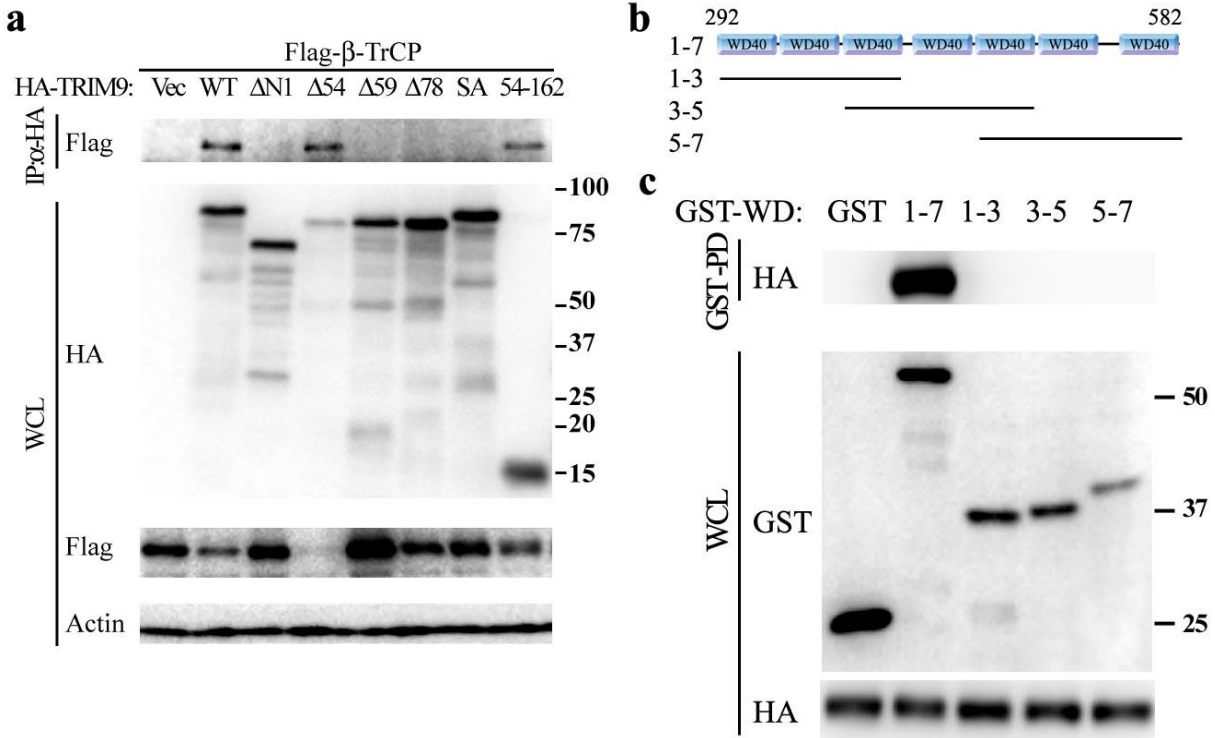 a
Flag-β-TrCP
HA-TRIM9: Vec WT ΔN1 Δ54 Δ59 Δ78 SA 54-162
IP:α-HA
Flag
WCL
HA
-100
-75
-50
-37
-25
-20
-15
Flag
Actin
b
292 582
1-7 WD40 WD40 WD40 WD40 WD40 WD40 WD40
1-3
3-5
5-7
c
GST-WD: GST 1-7 1-3 3-5 5-7
GST-PD
HA
WCL
GST
- 50
- 37
- 25
HA